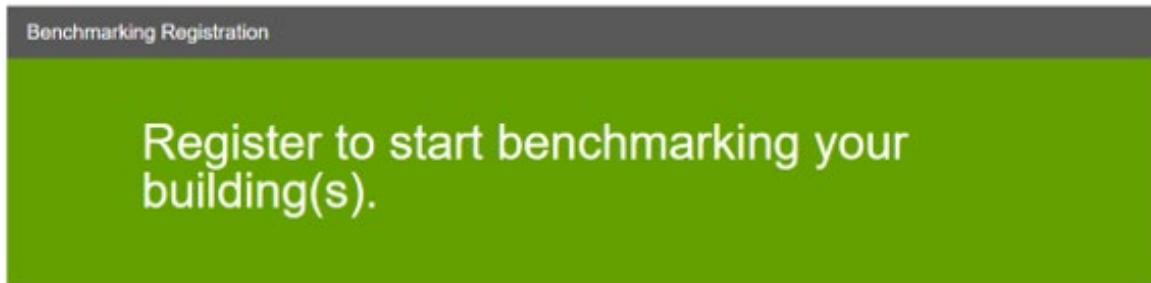 Benchmarking Registration
Register to start benchmarking your
building(s).